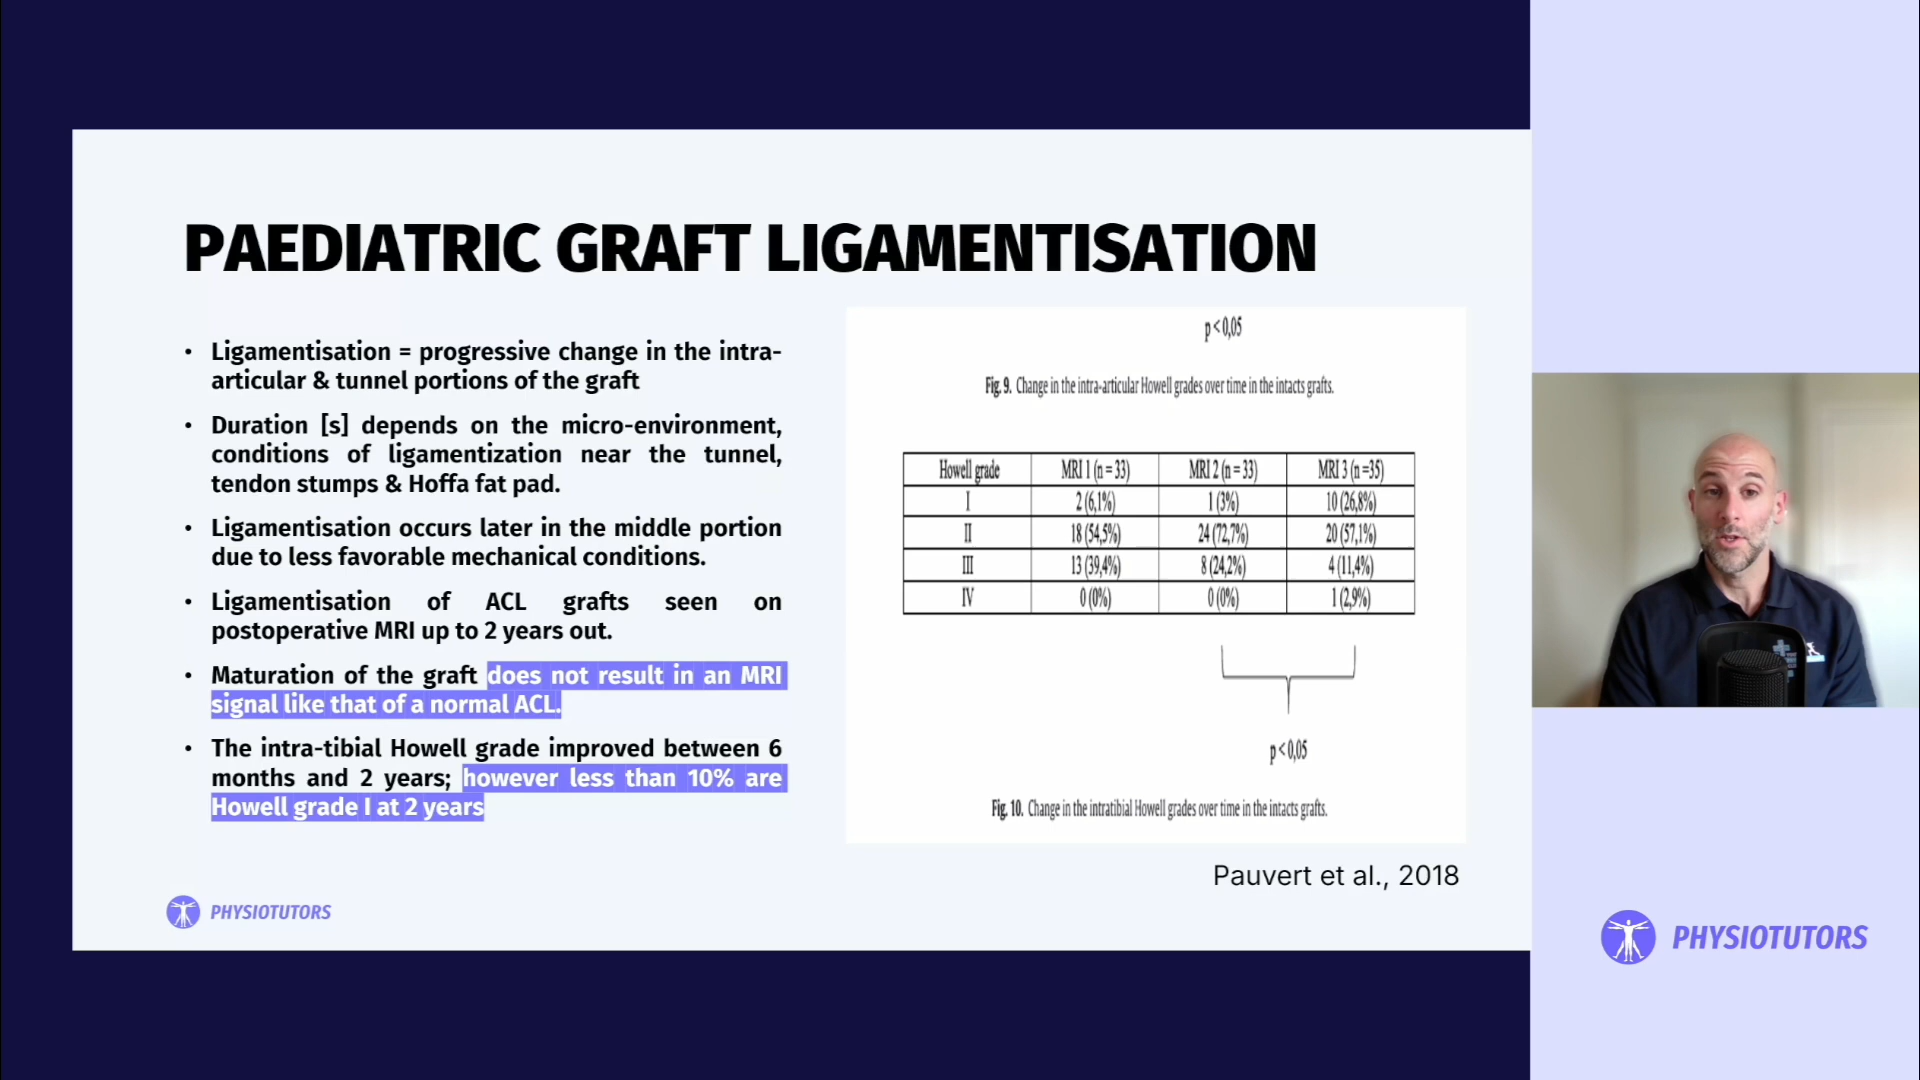 PAEDIATRIC GRAFT LIGAMENTISATION
• Ligamentisation = progressive change in the intra-
articular & tunnel portions of the graft
• Duration [s] depends on the micro-environment,
conditions of ligamentization near the tunnel,
tendon stumps & Hoffa fat pad.
• Ligamentisation occurs later in the middle portion
due to less favorable mechanical conditions.
• Ligamentisation of ACL grafts seen on
postoperative MRI up to 2 years out.
• Maturation of the graft does not result in an MRI
signal like that of a normal ACL.
• The intra-tibial Howell grade improved between 6
months and 2 years; however less than 10% are
Howell grade I at 2 years
p < 0,05
Fig. 9. Change in the intra-articular Howell grades over time in the intacts grafts.
Howell grade MRI 1 (n = 33) MRI 2 (n = 33) MRI 3 (n =35)
I 2 (6,1%) 1 (3%) 10 (26,8%)
II 18 (54,5%) 24 (72,7%) 20 (57,1%)
III 13 (39,4%) 8 (24,2%) 4 (11,4%)
IV 0 (0%) 0 (0%) 1 (2,9%)
p < 0,05
Fig. 10. Change in the intratibial Howell grades over time in the intacts grafts.
Pauvert et al., 2018
PHYSIOTUTORS
PHYSIOTUTORS